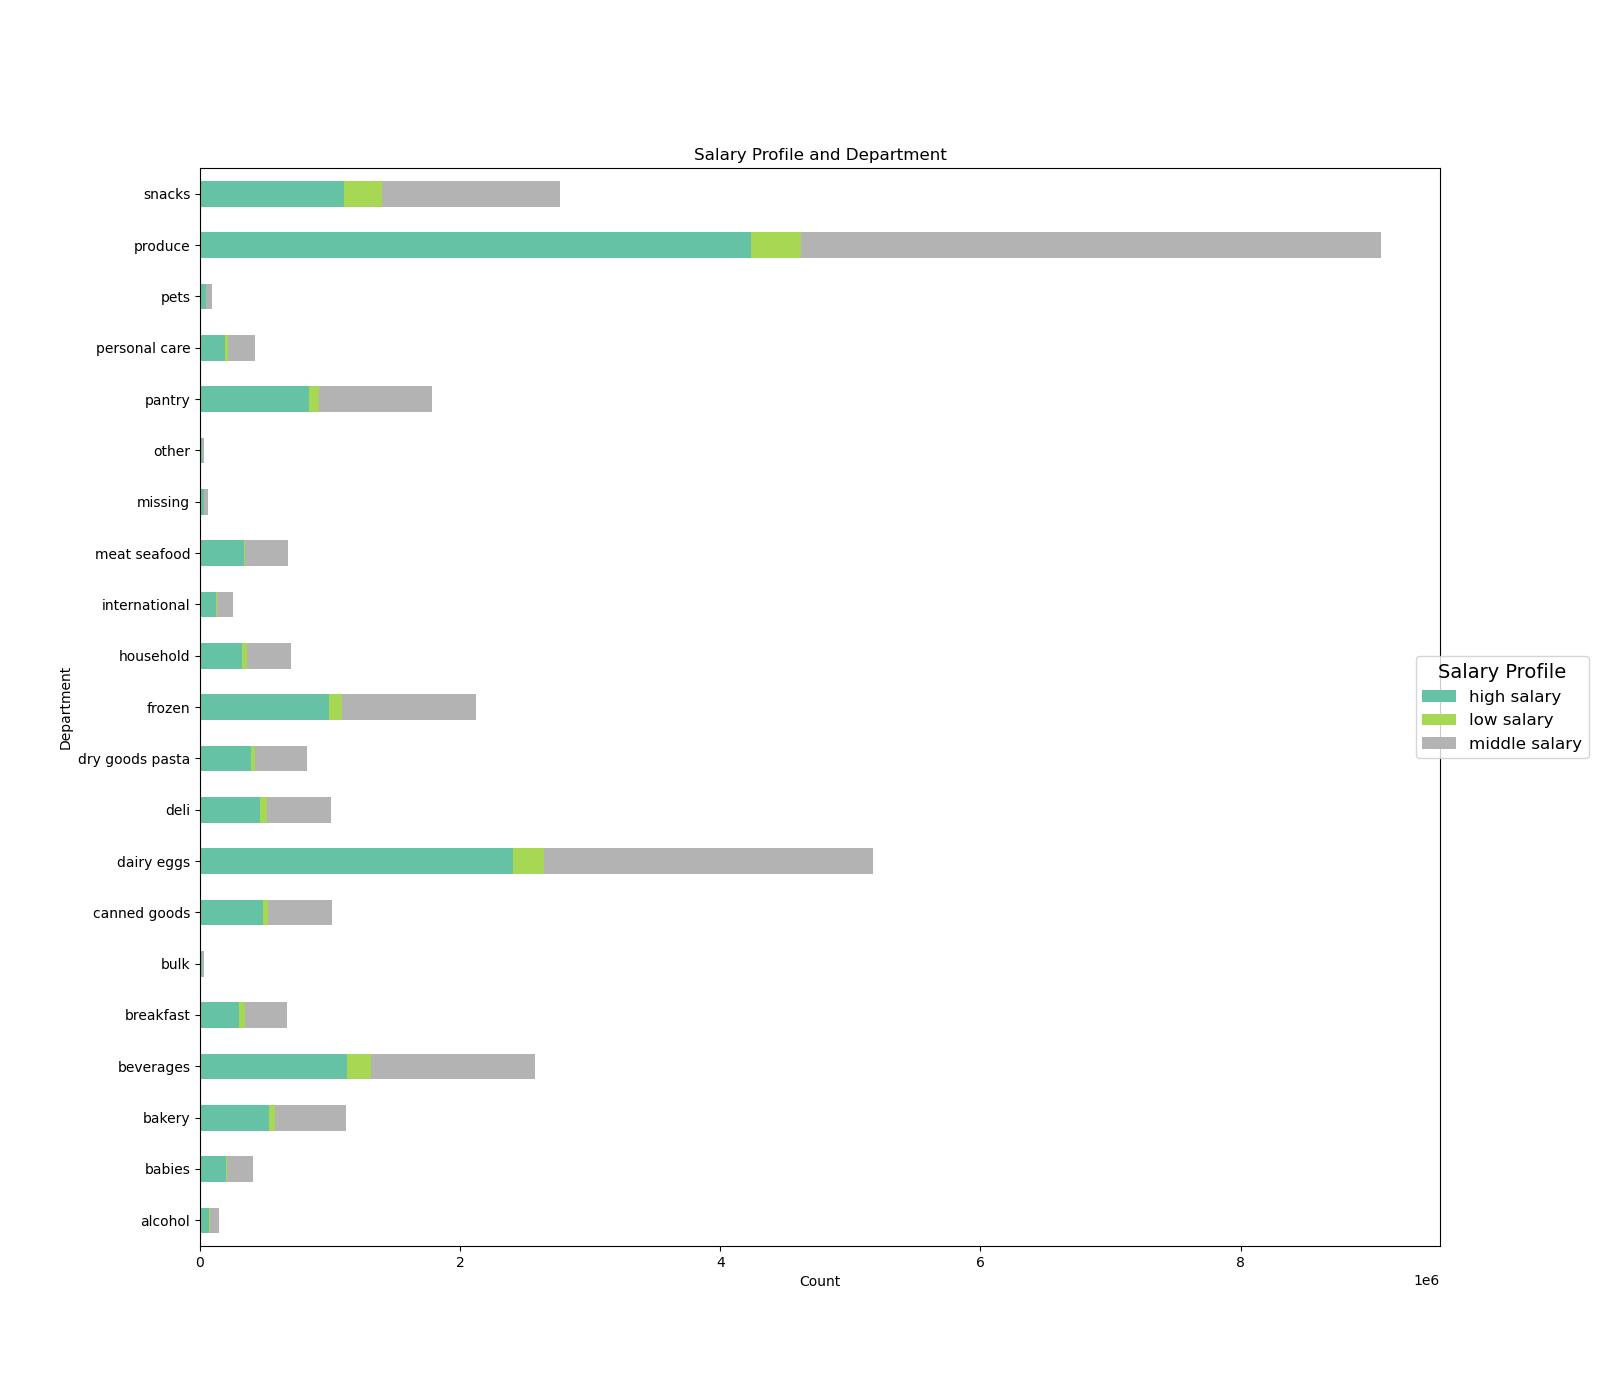 Salary Profile and Department
snacks
produce
pets
personal care
pantry
other
missing
meat seafood
international
household
frozen
dry goods pasta
deli
dairy eggs
canned goods
bulk
breakfast
beverages
bakery
babies
alcohol
Department
0 2 4 6 8
1e6
Count
Salary Profile
high salary
low salary
middle salary